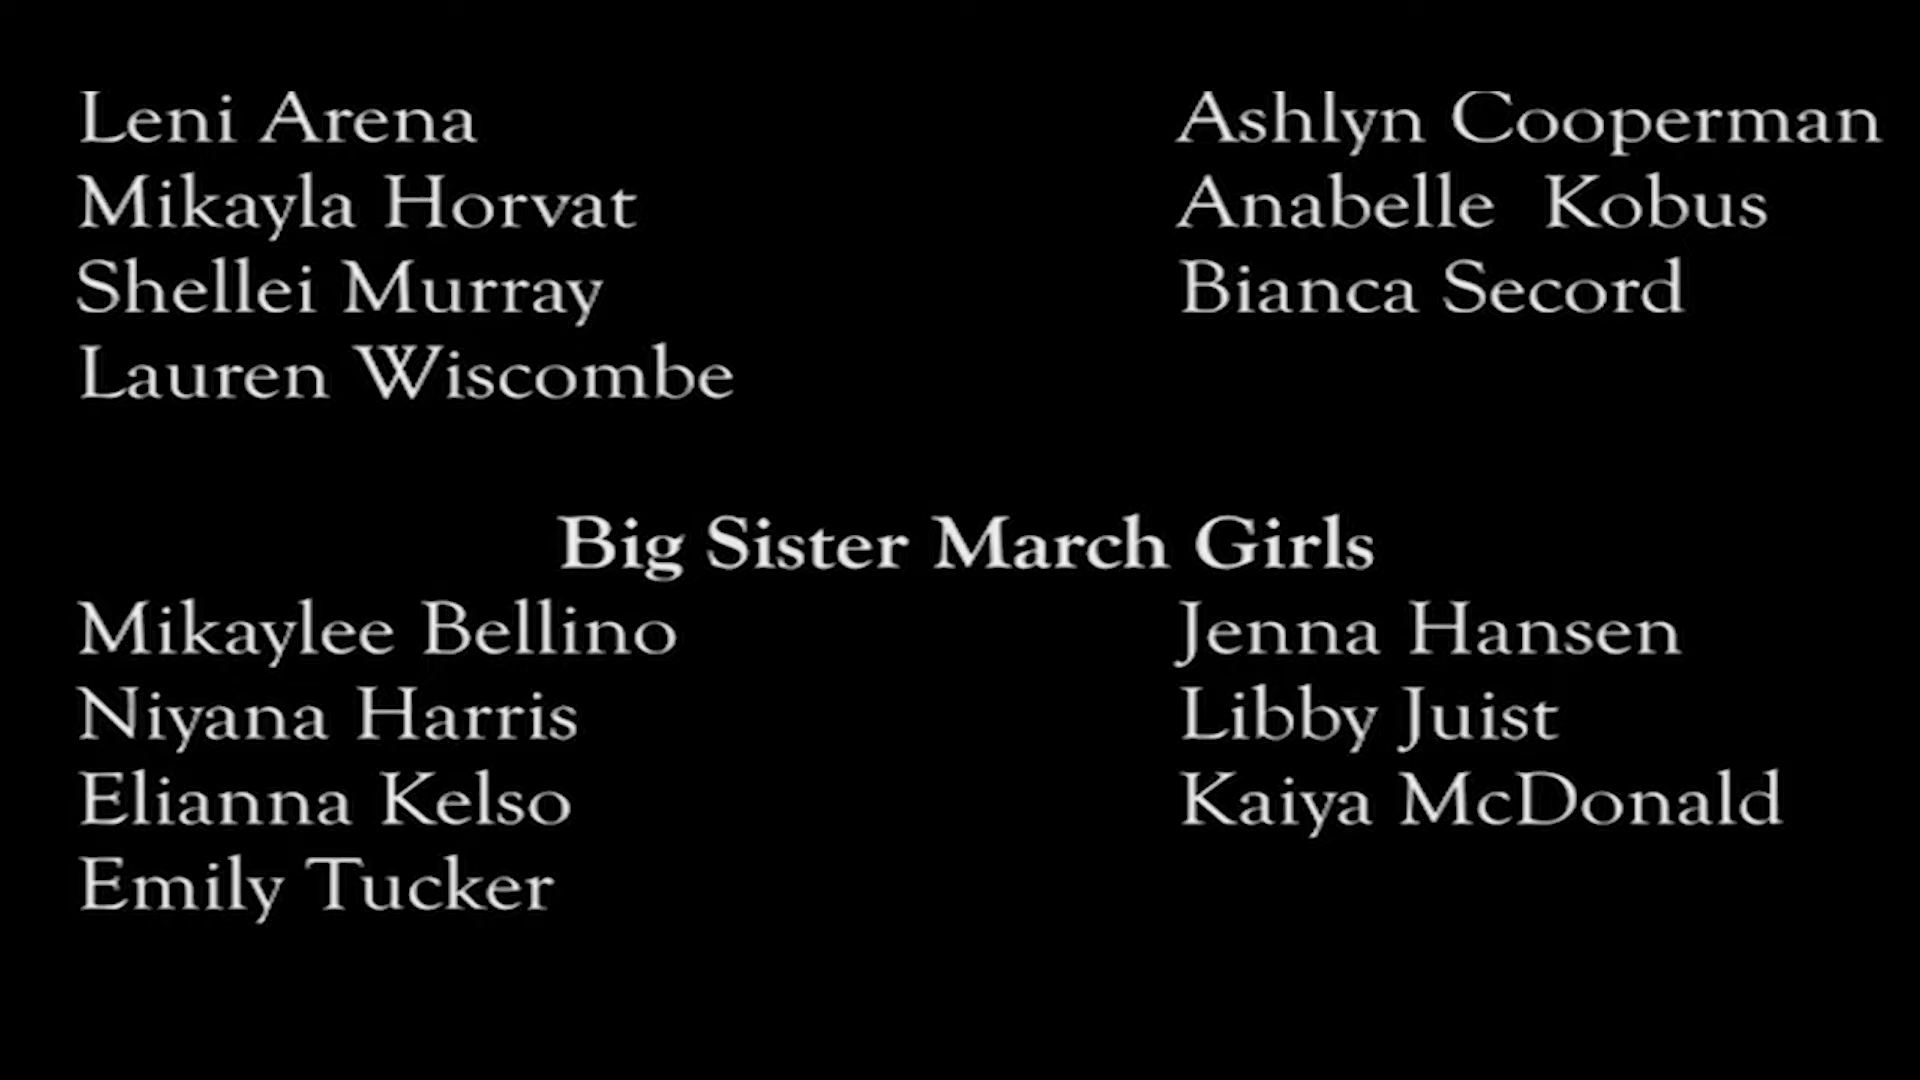 Leni Arena Ashlyn Cooperman
Mikayla Horvat Anabelle Kobus
Shellei Murray Bianca Secord
Lauren Wiscombe
Big Sister March Girls
Mikaylee Bellino Jenna Hansen
Niyana Harris Libby Juist
Elianna Kelso Kaiya McDonald
Emily Tucker